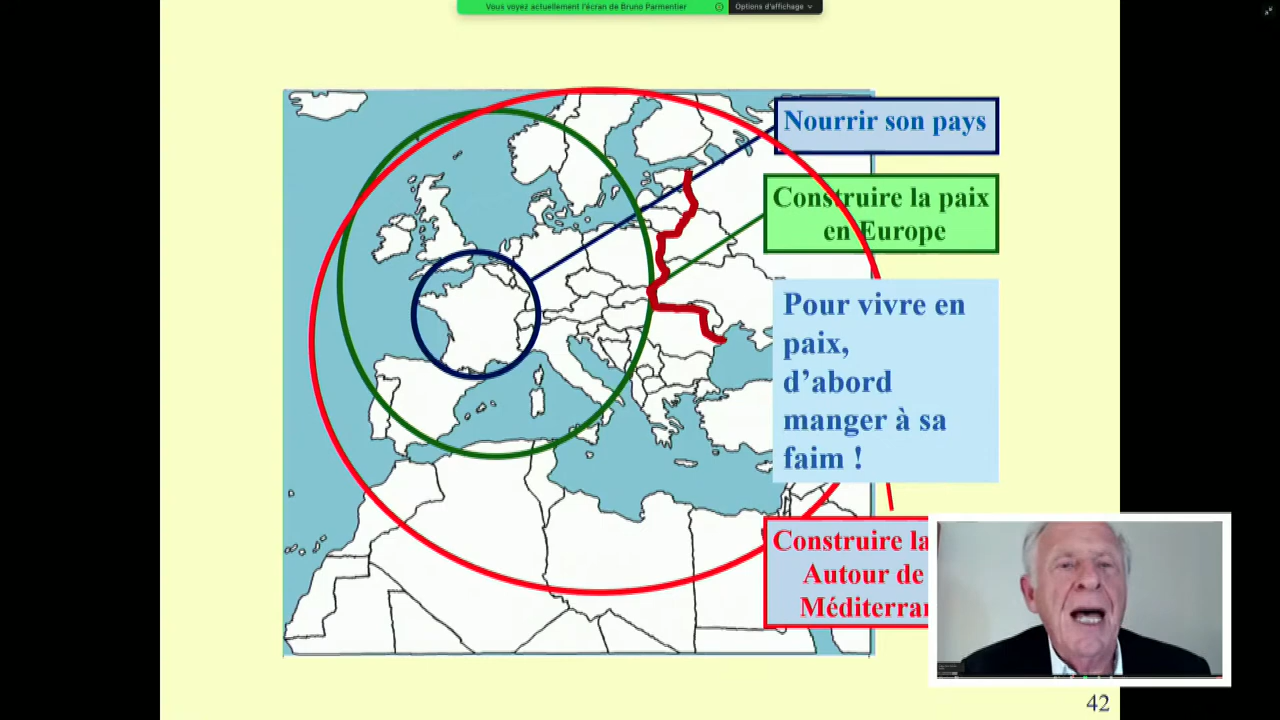 Vous voyez actuellement l'écran de Bruno Parmentier
Options d'affichage
Nourrir son pays
Construire la paix
en Europe
Pour vivre en
paix,
d'abord
manger à sa
faim !
Construire la
Autour de
Méditerra
42